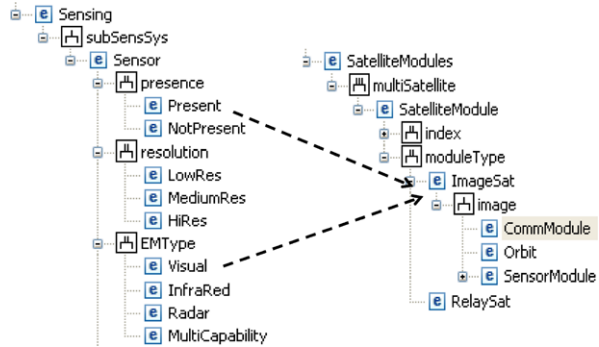 Sensing
subSensSys
Sensor
presence
Present
NotPresent
resolution
LowRes
MediumRes
HiRes
EMType
Visual
InfraRed
Radar
MultiCapability
SatelliteModules
multiSatellite
SatelliteModule
index
moduleType
ImageSat
image
CommModule
Orbit
SensorModule
RelaySat